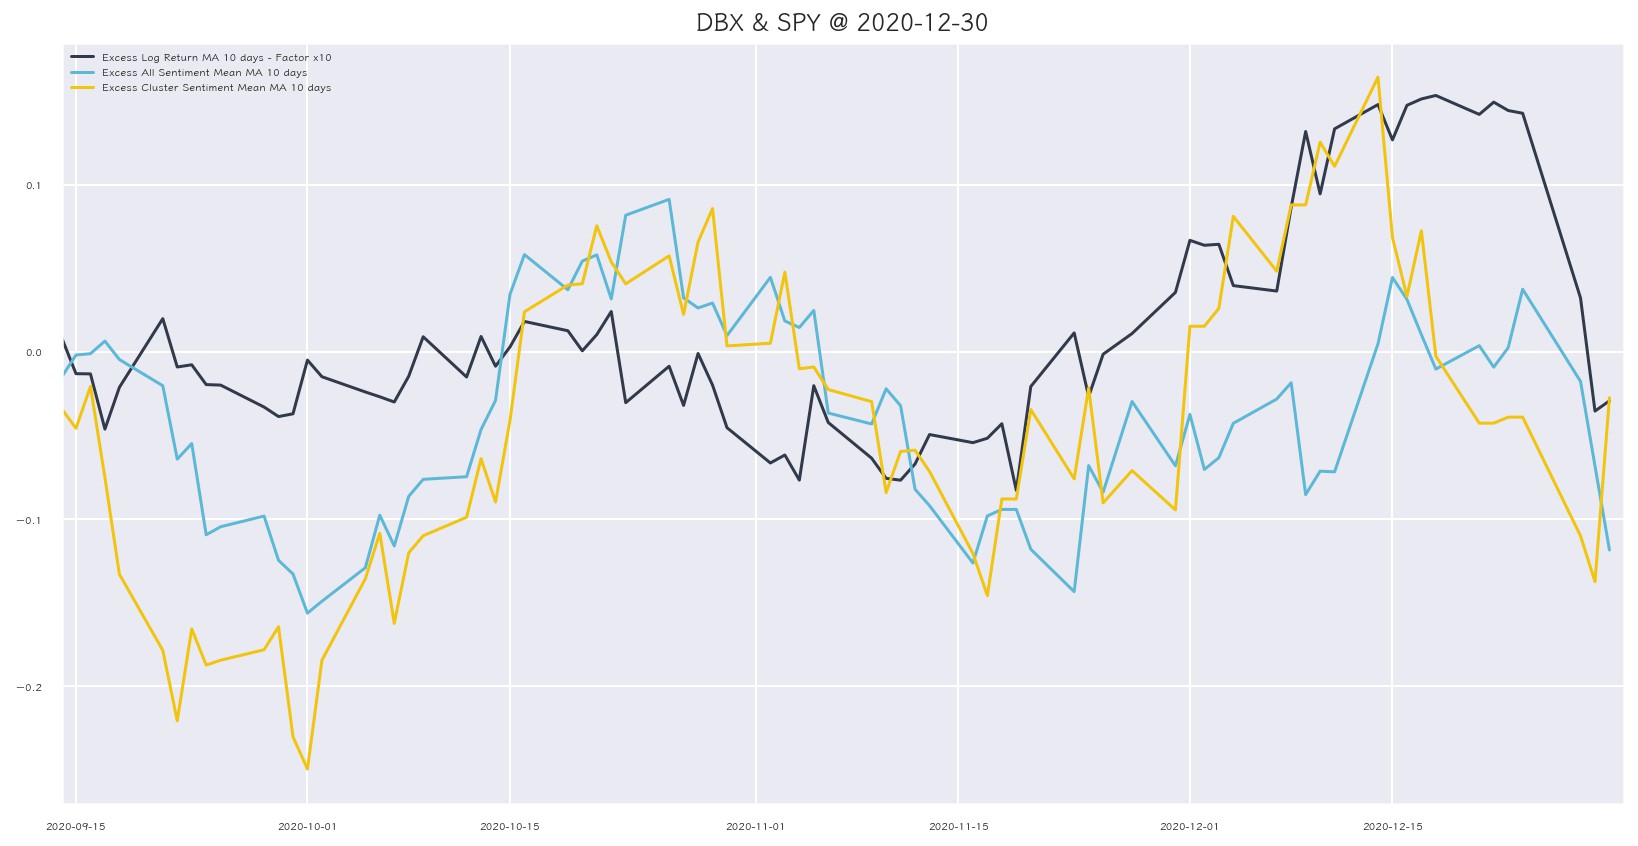 DBX & SPY @ 2020-12-30
Excess Log Return MA 10 days - Factor x10
Excess All Sentiment Mean MA 10 days
Excess Cluster Sentiment Mean MA 10 days
0.1
0.0
−0.1
−0.2
2020-09-15 2020-10-01 2020-10-15 2020-11-01 2020-11-15 2020-12-01 2020-12-15